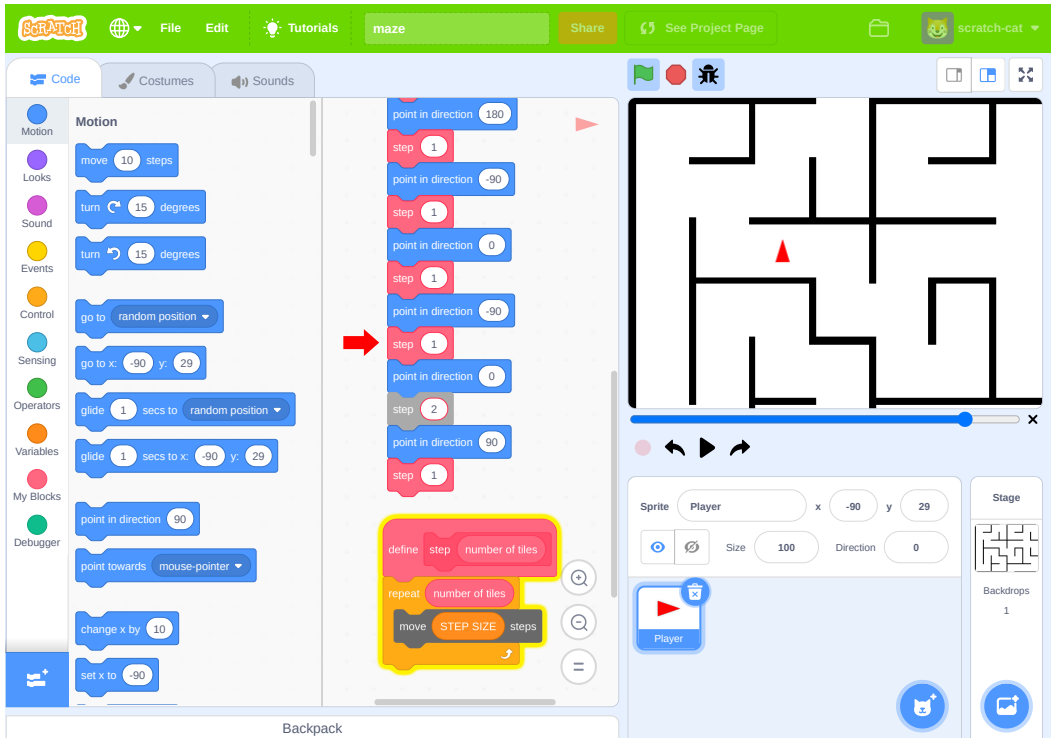 SCRATCH File Edit Tutorials maze Share See Project Page scratch-cat
Code Costumes Sounds
Motion
Looks
Sound
Events
Control
Sensing
Operators
Variables
My Blocks
Debugger
Motion
move 10 steps
turn 15 degrees
turn 15 degrees
go to random position
go to x: -90 y: 29
glide 1 secs to random position
glide 1 secs to x: -90 y: 29
point in direction 90
point towards mouse-pointer
change x by 10
set x to -90
point in direction 180
step 1
point in direction -90
step 1
point in direction 0
step 1
point in direction -90
step 1
point in direction 0
step 2
point in direction 90
step 1
define step number of tiles
repeat number of tiles
move STEP SIZE steps
Backpack
Sprite Player x -90 y 29
Size 100 Direction 0
Player
Stage
Backdrops
1